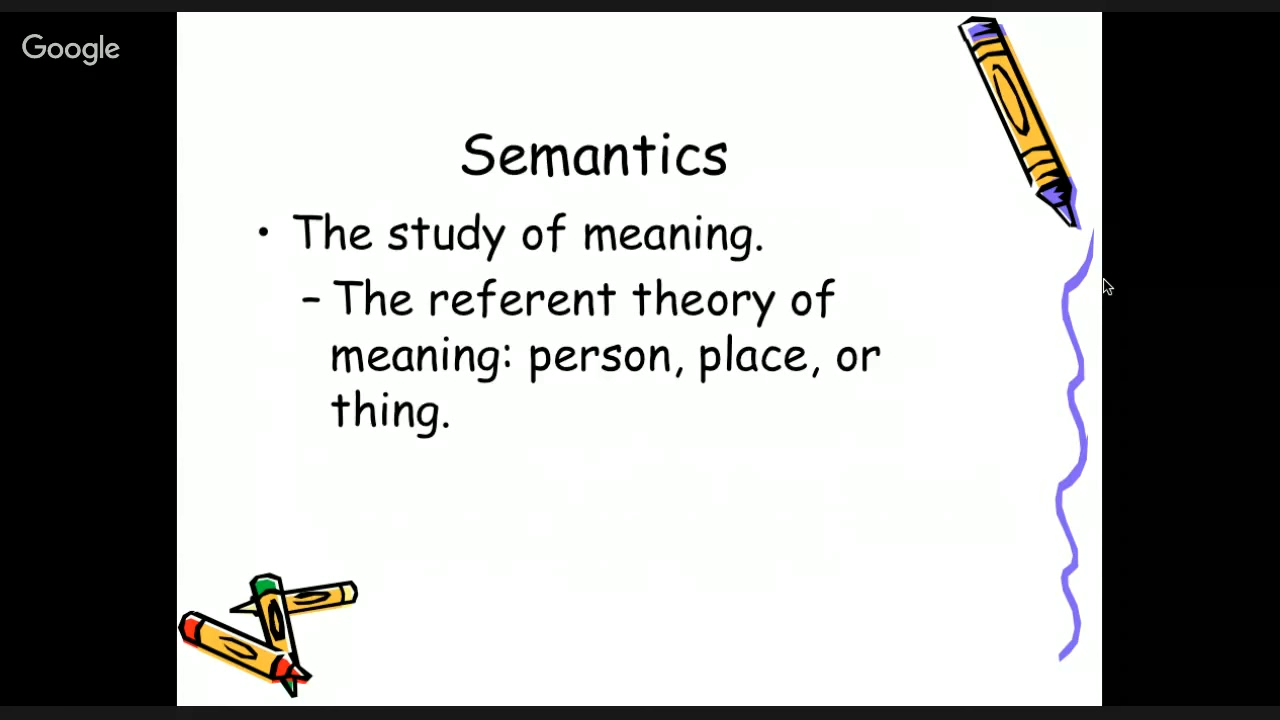 Google
Semantics
• The study of meaning.
– The referent theory of
meaning: person, place, or
thing.